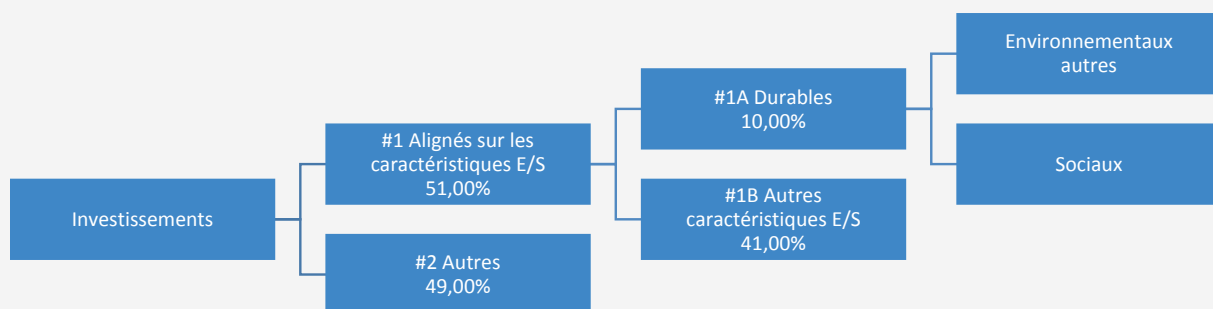 Investissements
#1 Alignés sur les
caractéristiques E/S
51,00%
#2 Autres
49,00%
#1A Durables
10,00%
#1B Autres
caractéristiques E/S
41,00%
Environnementaux
autres
Sociaux